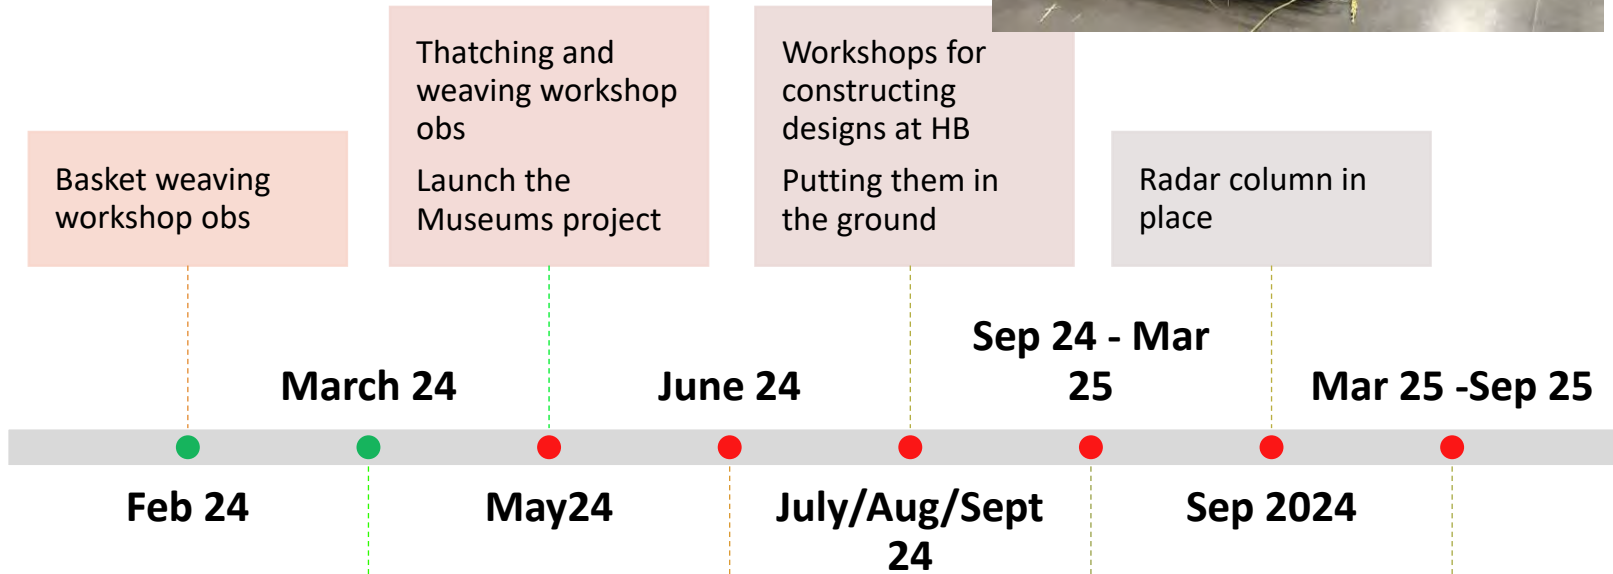 Thatching and
weaving workshop
obs
Launch the
Museums project
Workshops for
constructing
designs at HB
Putting them in
the ground
Basket weaving
workshop obs
Radar column in
place
Sep 24 - Mar
25
March 24
June 24
Mar 25 -Sep 25
Feb 24
May24
July/Aug/Sept
24
Sep 2024